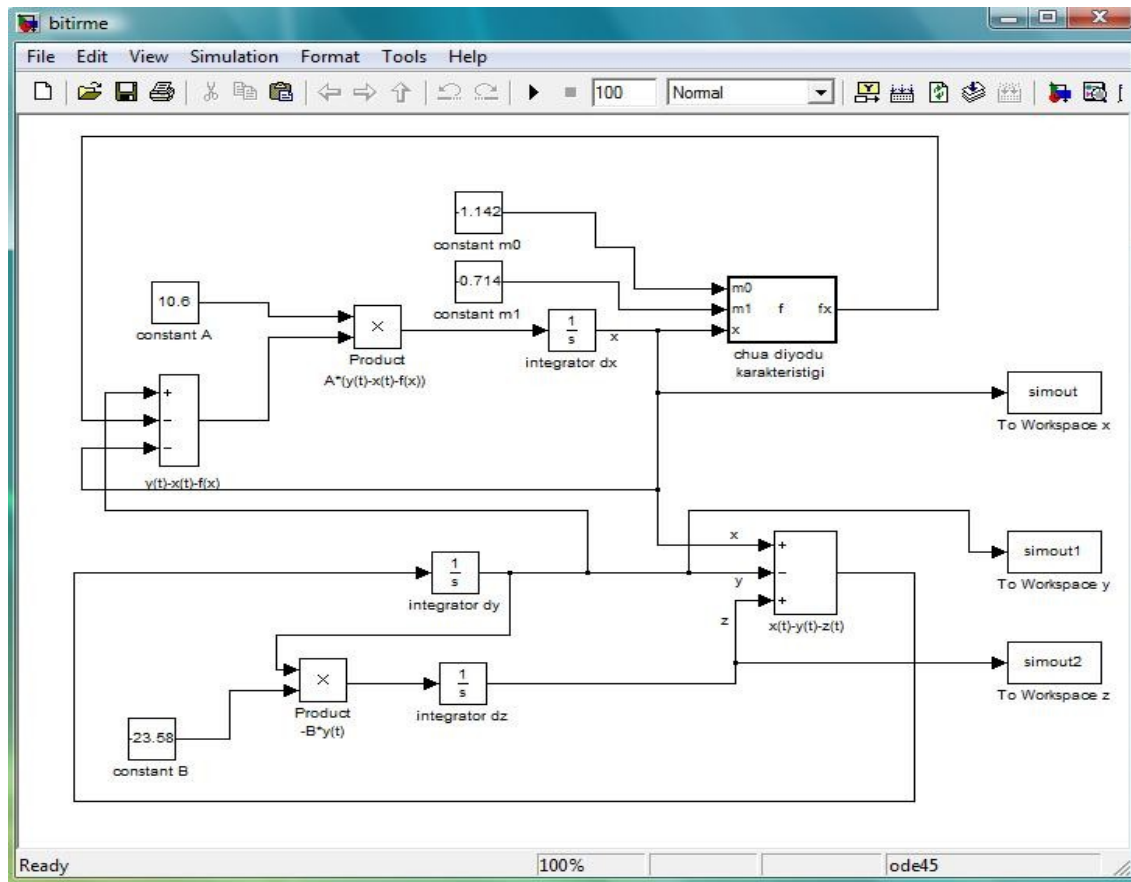 bitirme
File Edit View Simulation Format Tools Help
100 Normal
-1.142
constant m0
-0.714
constant m1
10.6
constant A
×
Product
A*(y(t)-x(t)-f(x))
1
s
integrator dx
x
m0
m1 f fx
x
chua diyodu
karakteristigi
simout
To Workspace x
+
−
−
y(t)-x(t)-f(x)
1
s
integrator dy
x
y
z
+
−
+
x(t)-y(t)-z(t)
simout1
To Workspace y
×
Product
-B*y(t)
1
s
integrator dz
simout2
To Workspace z
-23.58
constant B
Ready 100% ode45